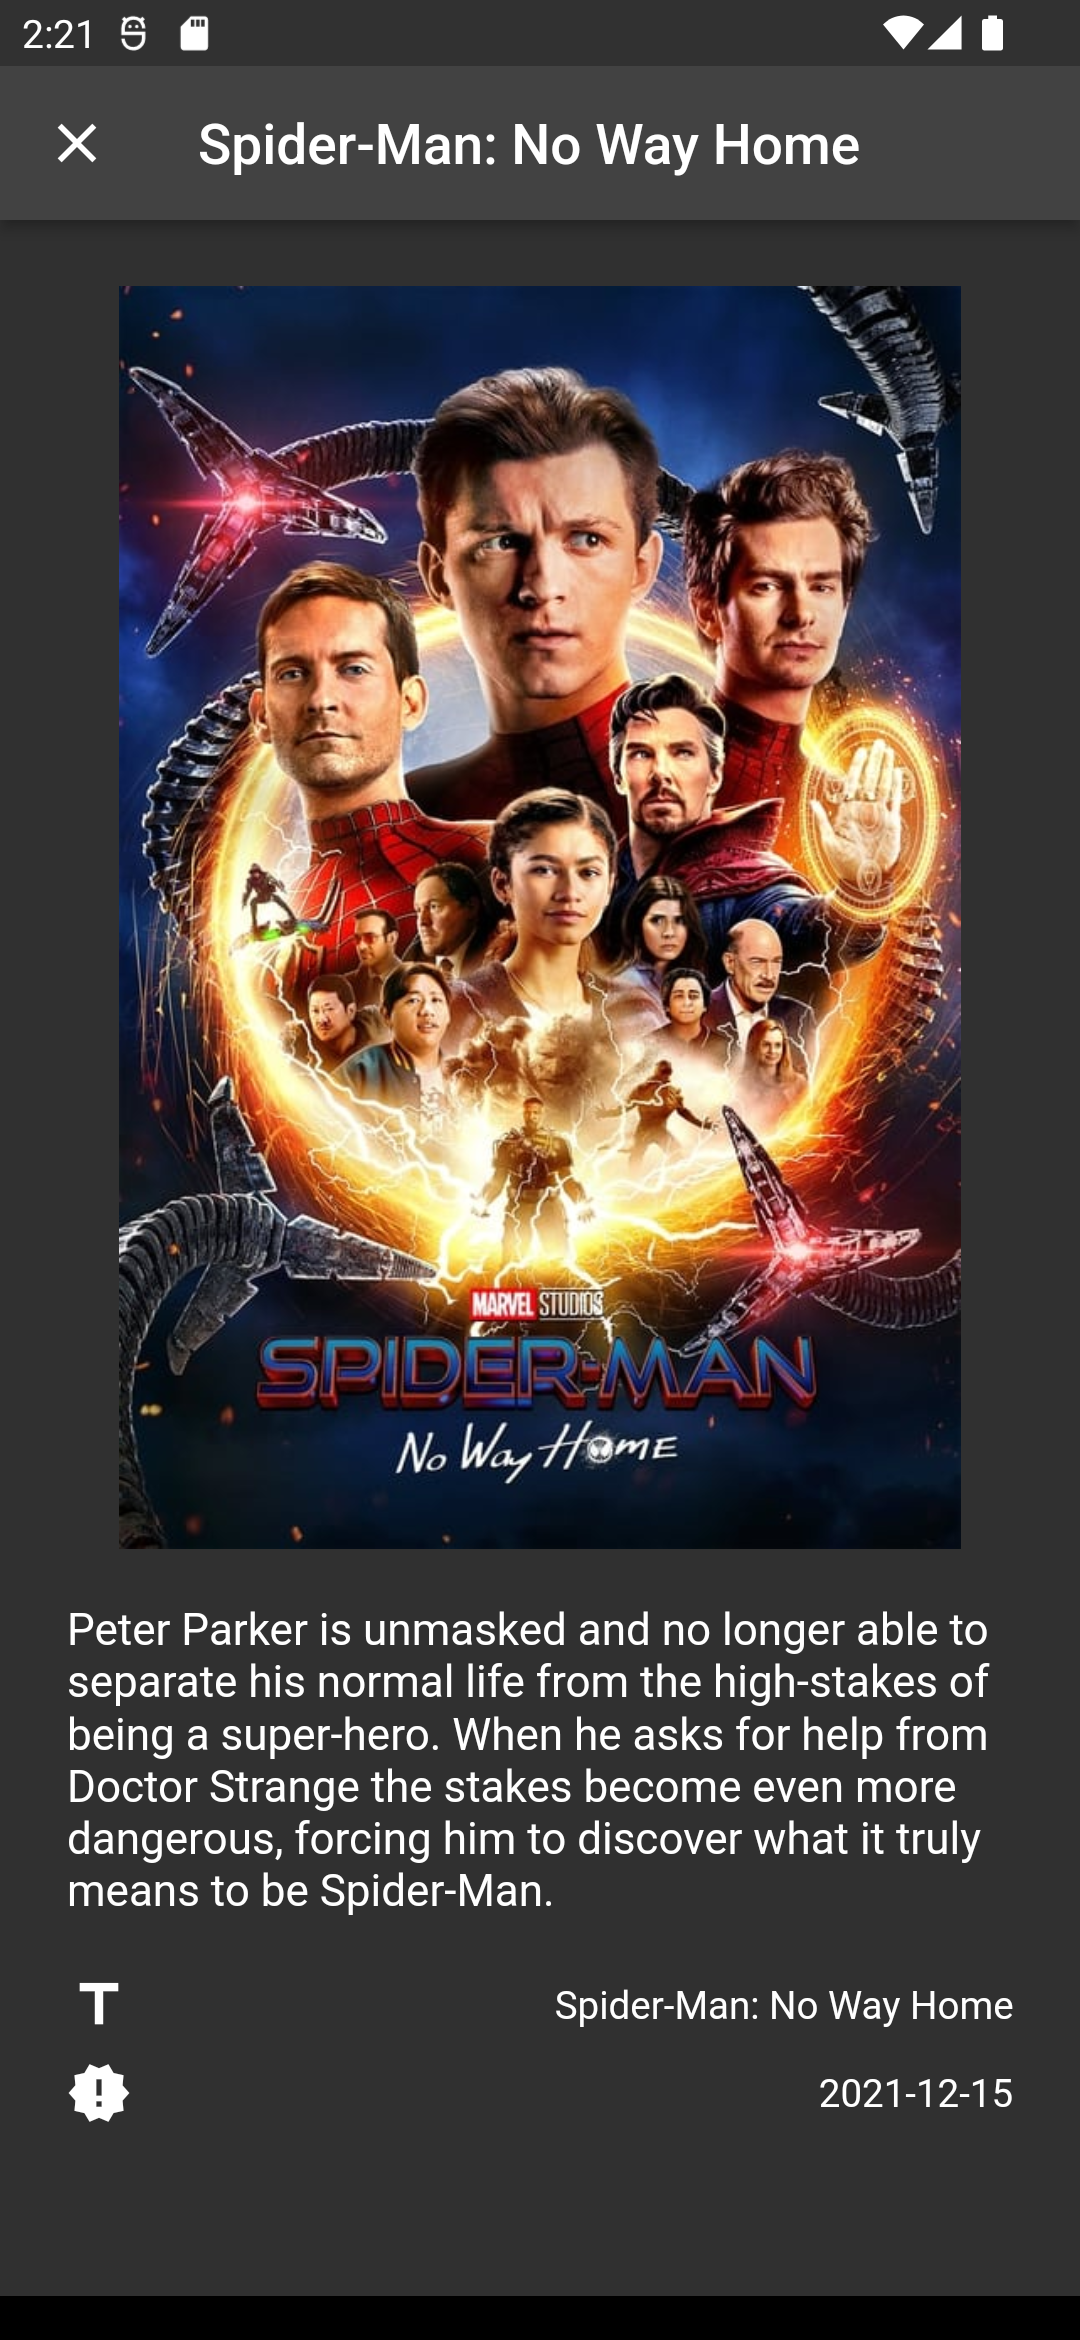 2:21
Spider-Man: No Way Home
MARVEL STUDIOS
SPIDER-MAN
No Way Home
Peter Parker is unmasked and no longer able to
separate his normal life from the high-stakes of
being a super-hero. When he asks for help from
Doctor Strange the stakes become even more
dangerous, forcing him to discover what it truly
means to be Spider-Man.
Spider-Man: No Way Home
2021-12-15